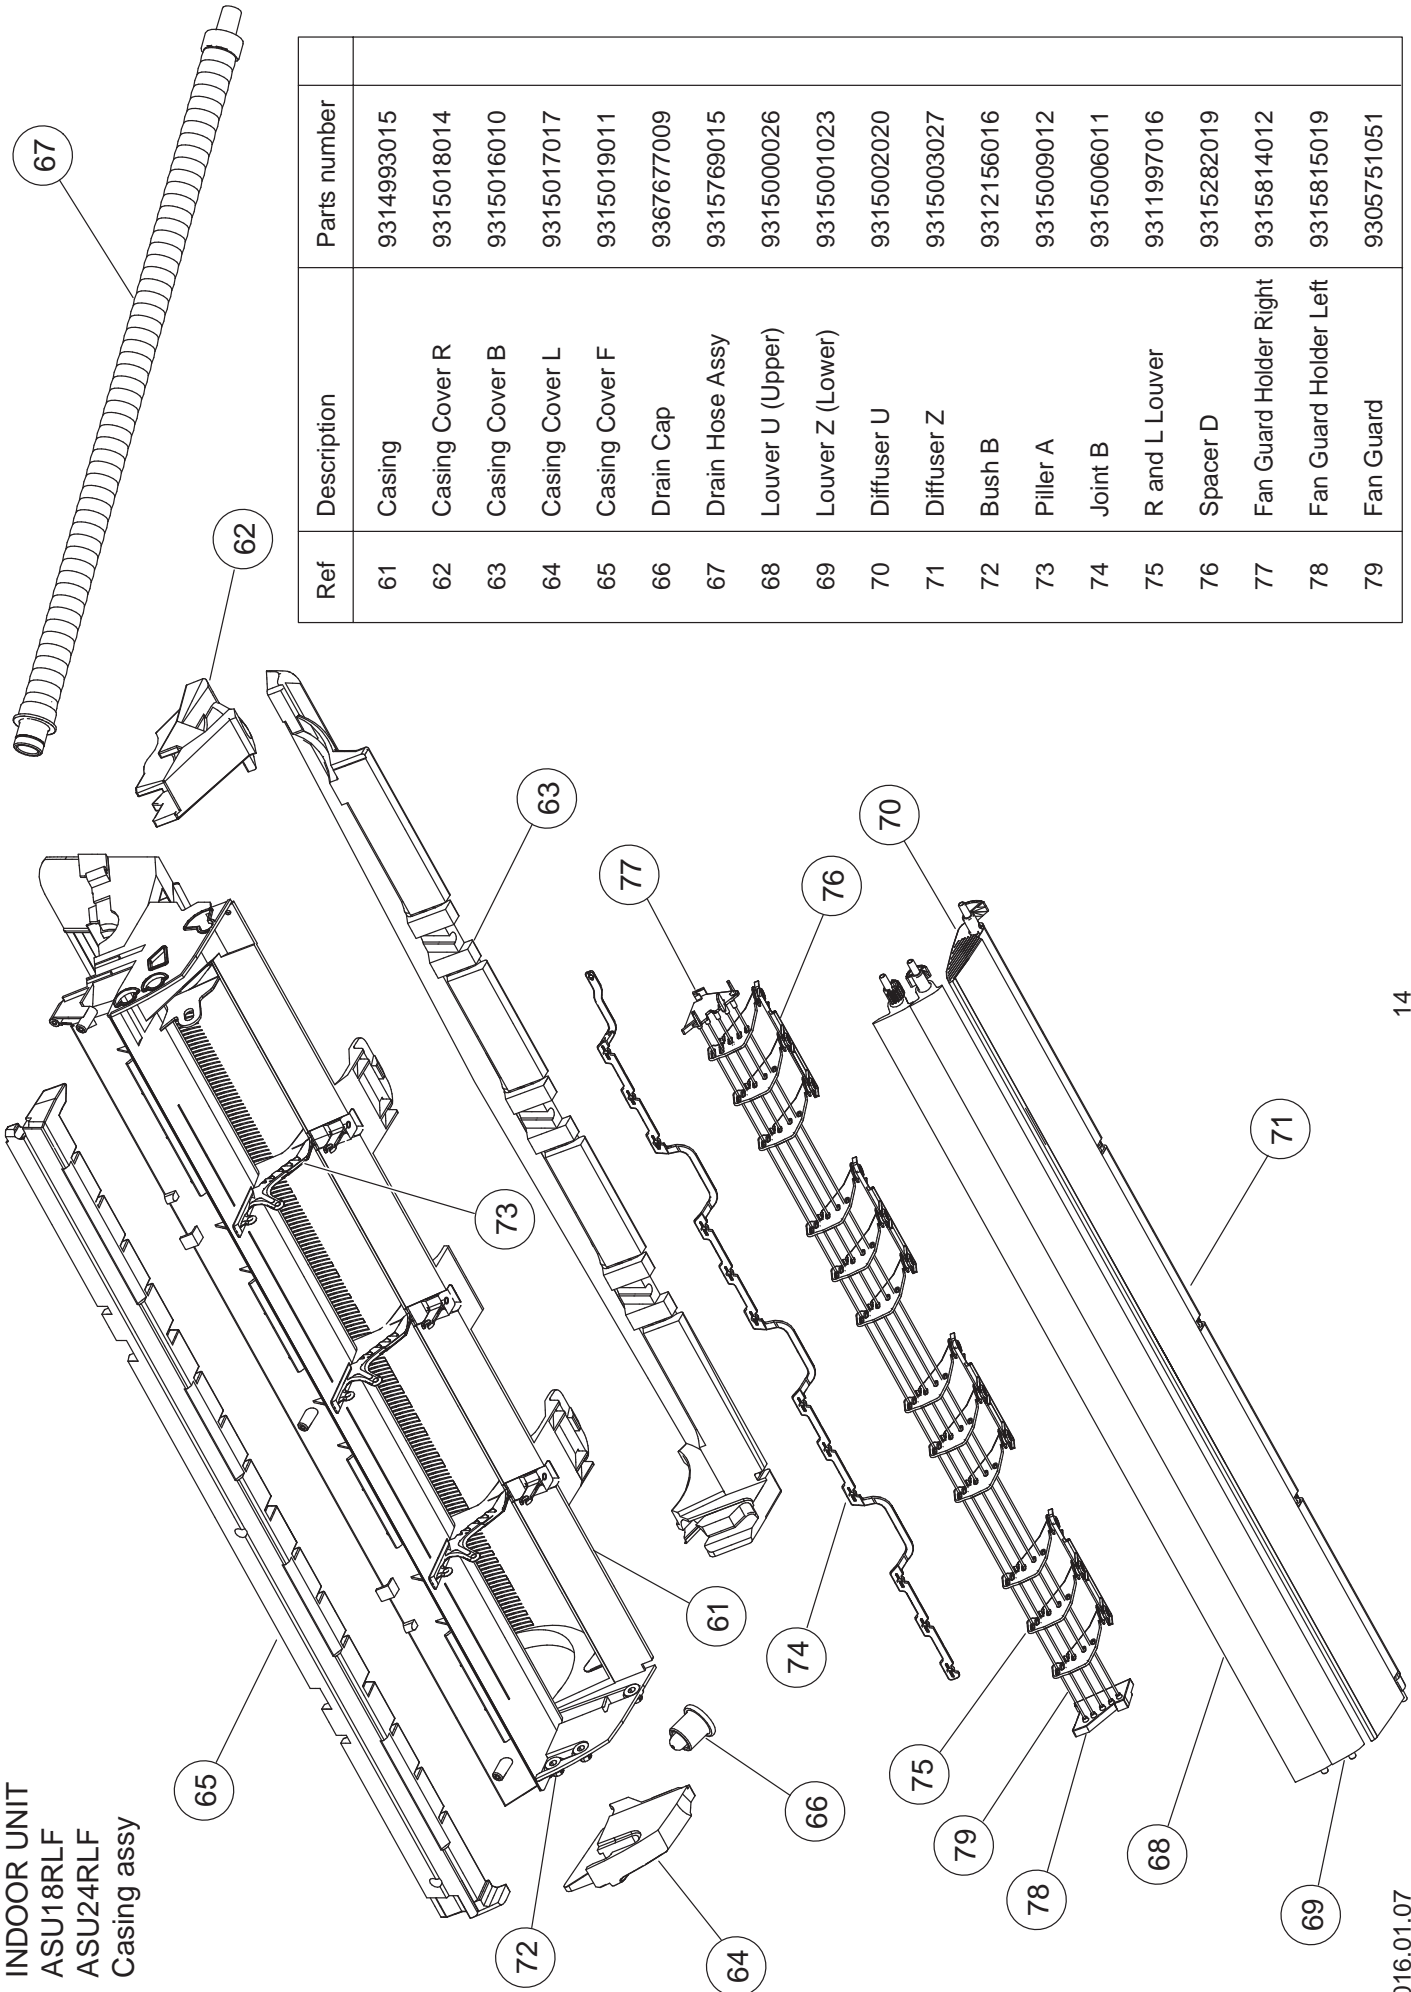 INDOOR UNIT
ASU18RLF
ASU24RLF
Casing assy
65
72
64
66
61
73
62
67
63
74
77
76
75
79
78
70
71
68
69
Ref Description Parts number
61 Casing 9314993015
62 Casing Cover R 9315018014
63 Casing Cover B 9315016010
64 Casing Cover L 9315017017
65 Casing Cover F 9315019011
66 Drain Cap 9367677009
67 Drain Hose Assy 9315769015
68 Louver U (Upper) 9315000026
69 Louver Z (Lower) 9315001023
70 Diffuser U 9315002020
71 Diffuser Z 9315003027
72 Bush B 9312156016
73 Piller A 9315009012
74 Joint B 9315006011
75 R and L Louver 9311997016
76 Spacer D 9315282019
77 Fan Guard Holder Right 9315814012
78 Fan Guard Holder Left 9315815019
79 Fan Guard 9305751051
016.01.07
14